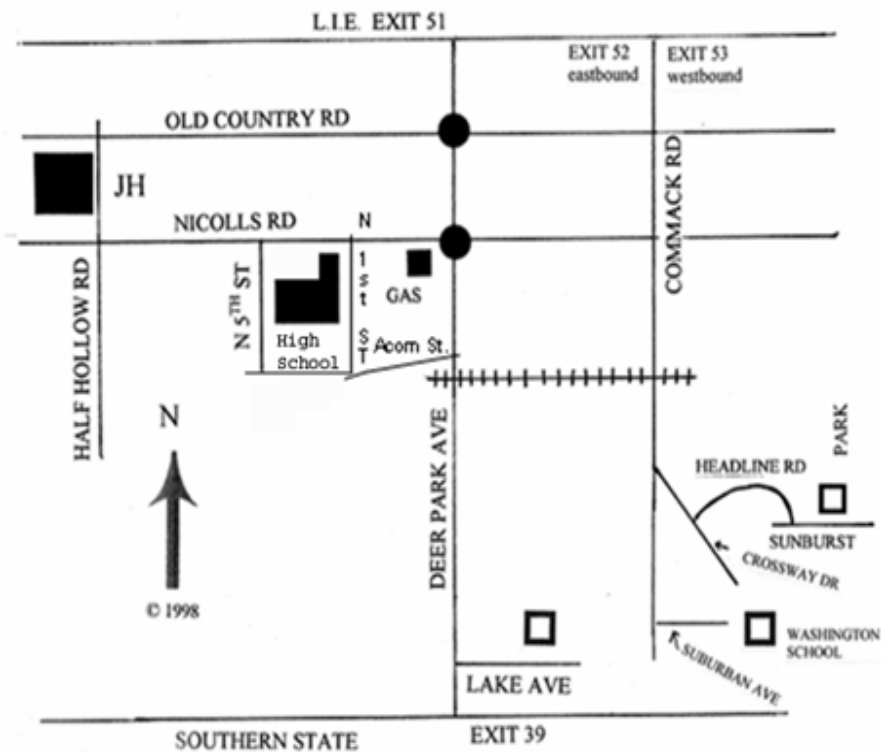 L.I.E. EXIT 51
EXIT 52
eastbound
EXIT 53
westbound
OLD COUNTRY RD
COMMACK RD
JH
NICOLLS RD
N 1st ST
GAS
N 5TH ST
High
School
Acorn St.
HALF HOLLOW RD
N
DEER PARK AVE
PARK
HEADLINE RD
SUNBURST
CROSSWAY DR
© 1998
WASHINGTON
SCHOOL
SUBURBAN AVE
LAKE AVE
SOUTHERN STATE
EXIT 39